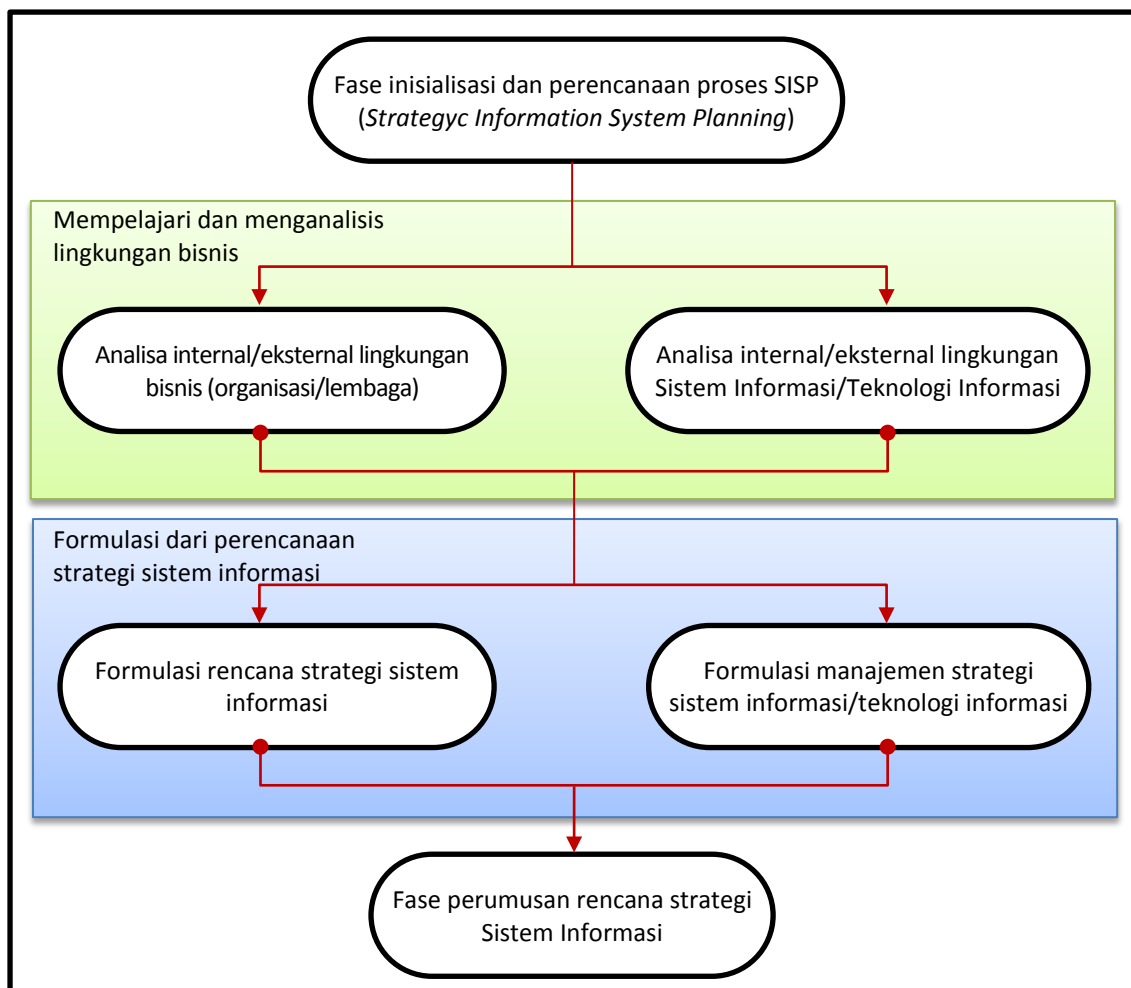 Fase inisialisasi dan perencanaan proses SISP
(Strategyc Information System Planning)
Mempelajari dan menganalisis
lingkungan bisnis
Analisa internal/eksternal lingkungan
bisnis (organisasi/lembaga)
Analisa internal/eksternal lingkungan
Sistem Informasi/Teknologi Informasi
Formulasi dari perencanaan
strategi sistem informasi
Formulasi rencana strategi sistem
informasi
Formulasi manajemen strategi
sistem informasi/teknologi informasi
Fase perumusan rencana strategi
Sistem Informasi